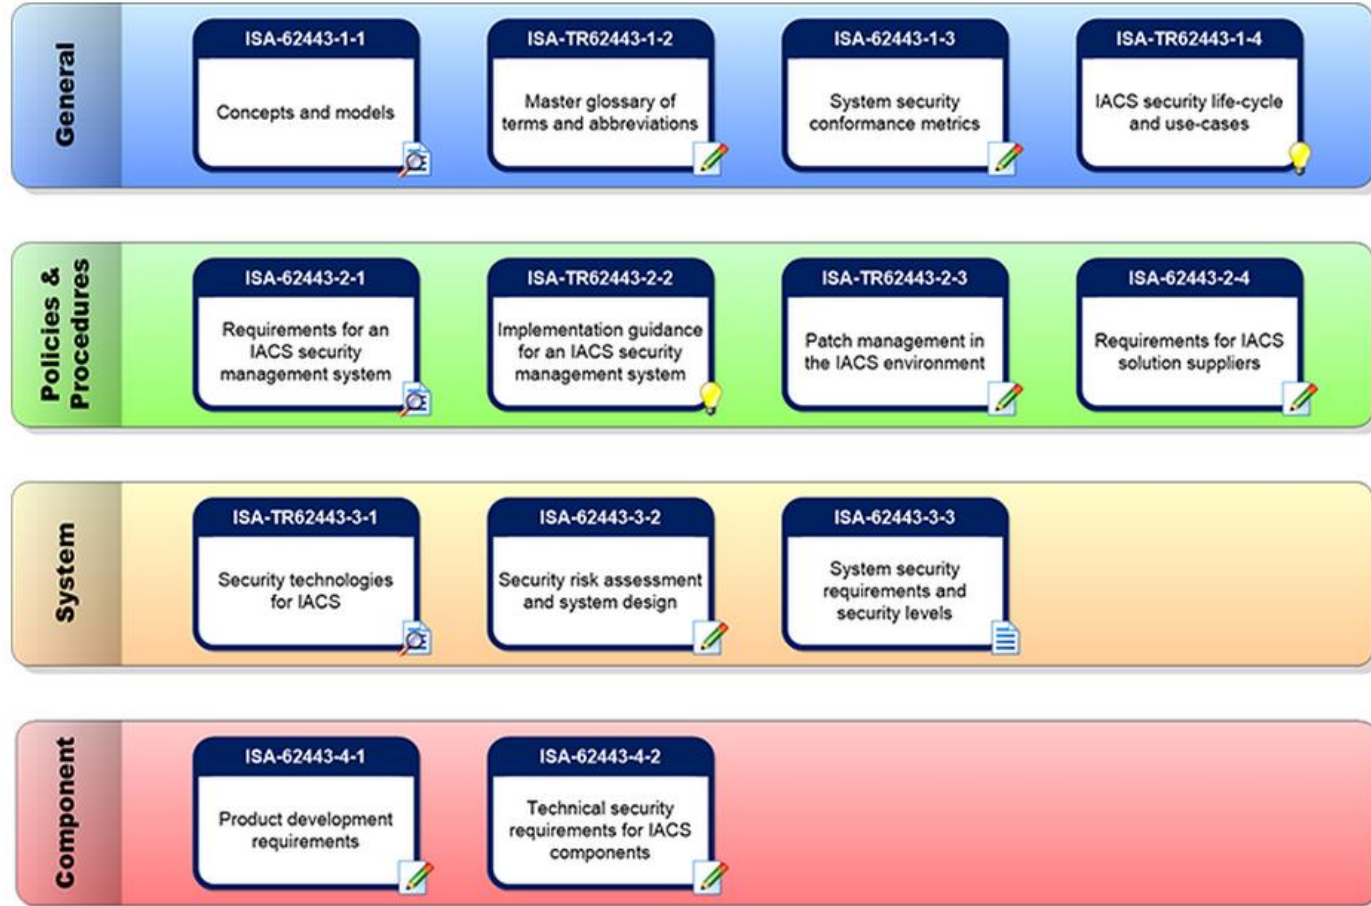 General
ISA-62443-1-1
Concepts and models
ISA-TR62443-1-2
Master glossary of
terms and abbreviations
ISA-62443-1-3
System security
conformance metrics
ISA-TR62443-1-4
IACS security life-cycle
and use-cases
Policies &
Procedures
ISA-62443-2-1
Requirements for an
IACS security
management system
ISA-TR62443-2-2
Implementation guidance
for an IACS security
management system
ISA-TR62443-2-3
Patch management in
the IACS environment
ISA-62443-2-4
Requirements for IACS
solution suppliers
System
ISA-TR62443-3-1
Security technologies
for IACS
ISA-62443-3-2
Security risk assessment
and system design
ISA-62443-3-3
System security
requirements and
security levels
Component
ISA-62443-4-1
Product development
requirements
ISA-62443-4-2
Technical security
requirements for IACS
components